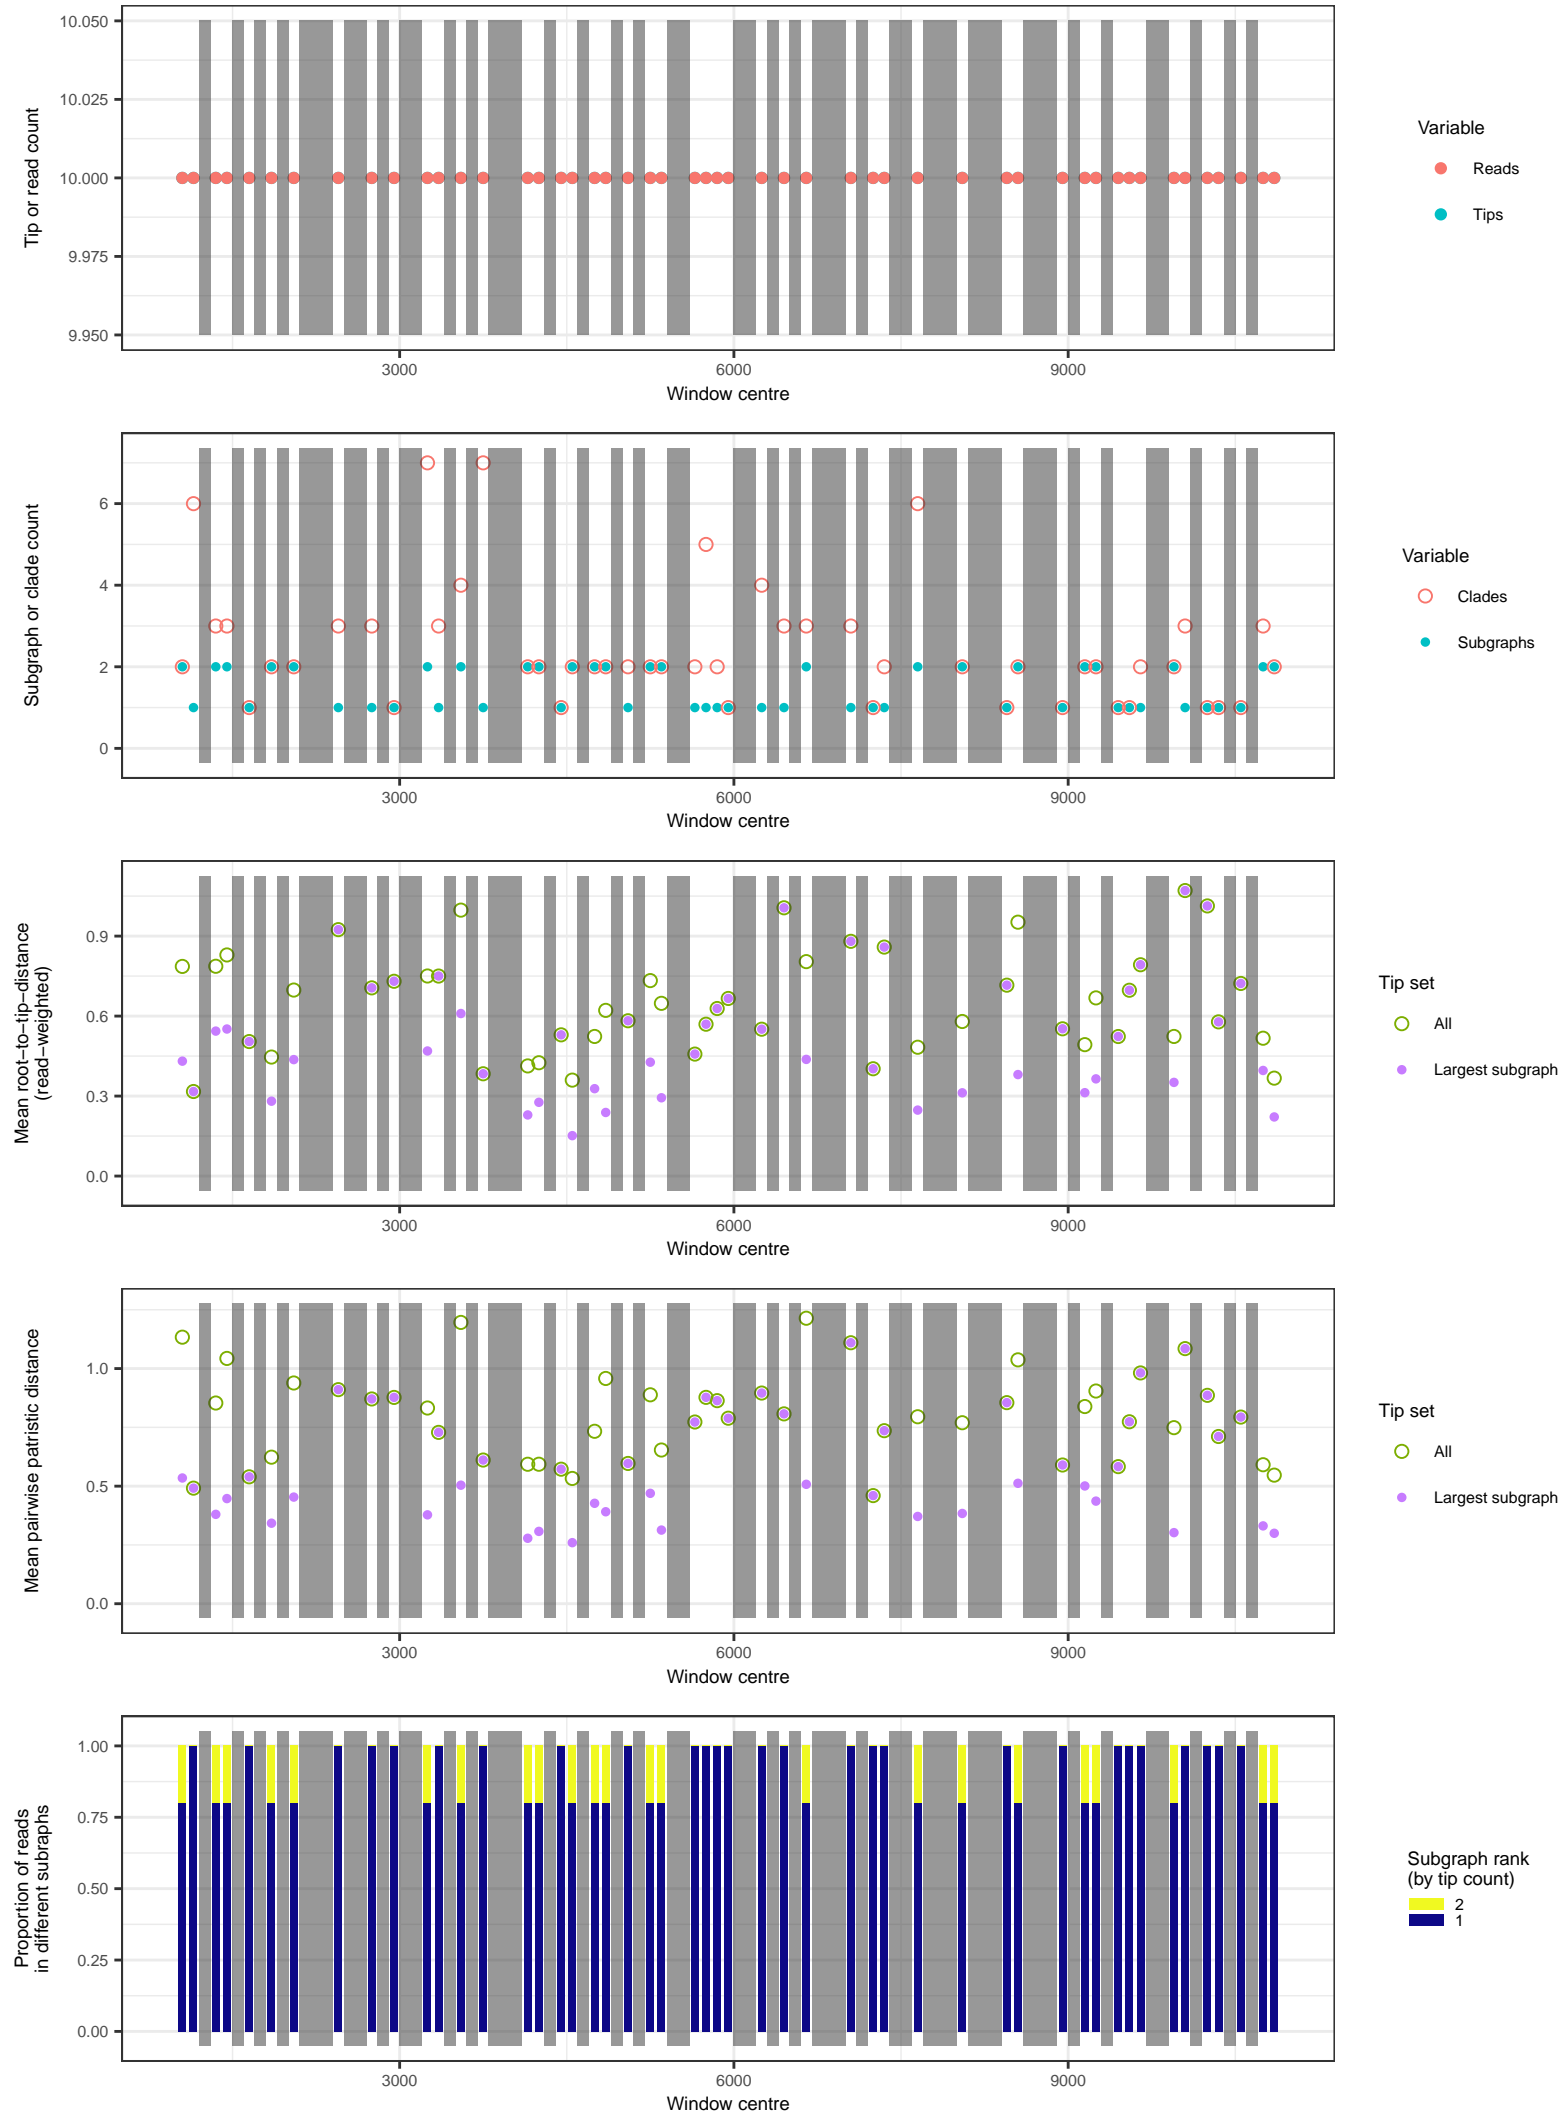 10.050
10.025
10.000
9.975
9.950
Tip or read count
3000 6000 9000
Window centre
Variable
Reads
Tips
6
4
2
0
Subgraph or clade count
3000 6000 9000
Window centre
Variable
Clades
Subgraphs
0.9
0.6
0.3
0.0
Mean root−to−tip−distance
(read−weighted)
3000 6000 9000
Window centre
Tip set
All
Largest subgraph
1.0
0.5
0.0
Mean pairwise patristic distance
3000 6000 9000
Window centre
Tip set
All
Largest subgraph
1.00
0.75
0.50
0.25
0.00
Proportion of reads
in different subraphs
3000 6000 9000
Window centre
Subgraph rank
(by tip count)
2
1